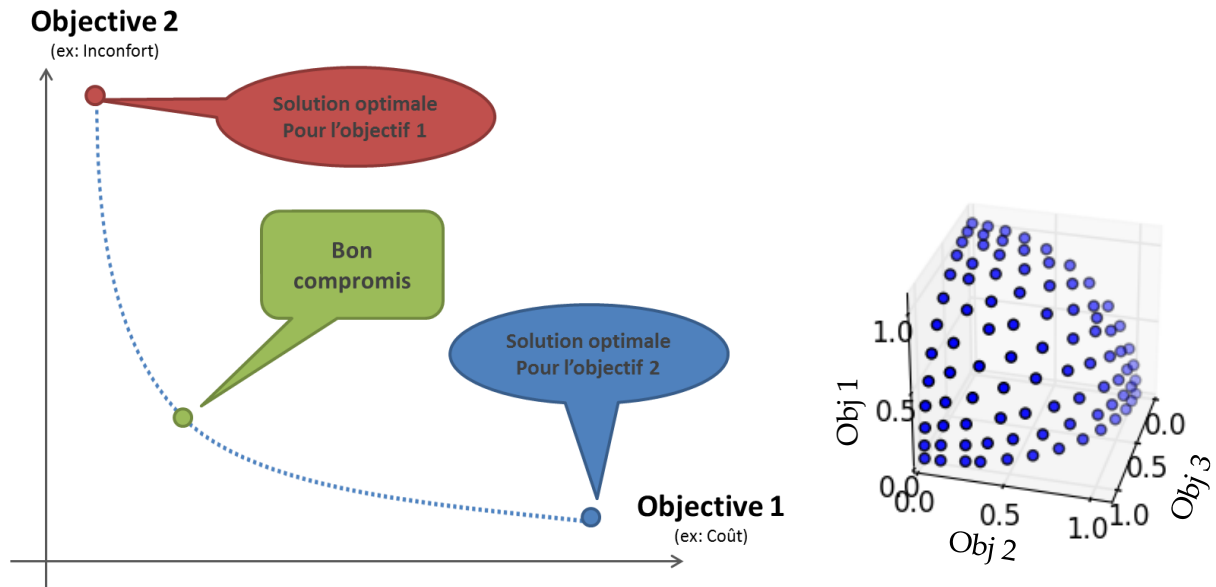 Objective 2
(ex: Inconfort)
Solution optimale
Pour l'objectif 1
Bon
compromis
Solution optimale
Pour l'objectif 2
Objective 1
(ex: Coût)
1.0
0.5
0.0
Obj 1
0.0
0.5
1.0
Obj 2
0.0
0.5
1.0
Obj 3